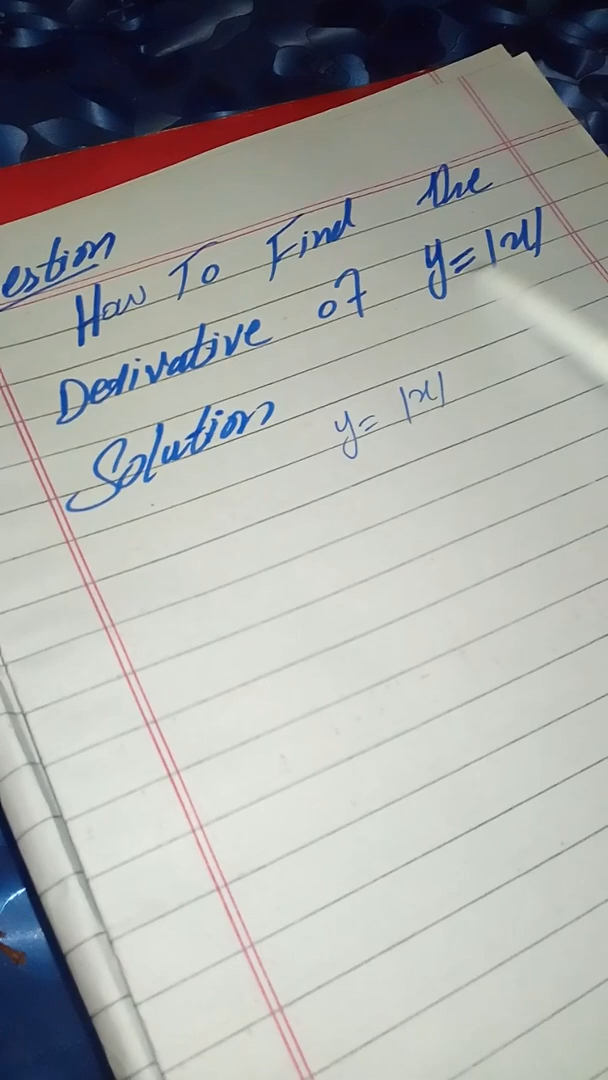 estion
How To Find the
Derivative of y=|x|
Solution y= |x|